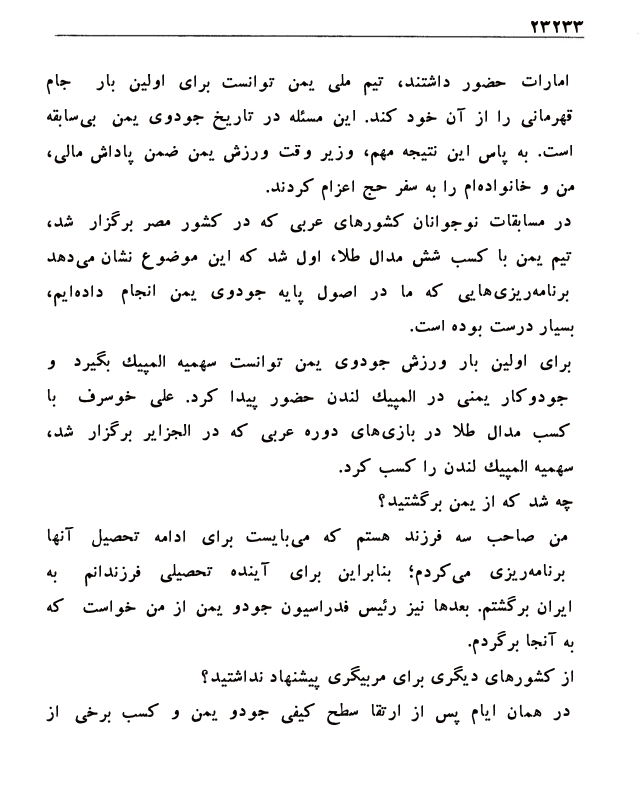 ۲۳۲۳۳
امارات حضور داشتند، تیم ملی یمن توانست برای اولین بار جام
قهرمانی را از آن خود کند. این مسئله در تاریخ جودوی یمن بی‌سابقه
است. به پاس این نتیجه مهم، وزیر وقت ورزش یمن ضمن پاداش مالی،
من و خانواده‌ام را به سفر حج اعزام کردند.
در مسابقات نوجوانان کشورهای عربی که در کشور مصر برگزار شد،
تیم یمن با کسب شش مدال طلا، اول شد که این موضوع نشان می‌دهد
برنامه‌ریزی‌هایی که ما در اصول پایه جودوی یمن انجام داده‌ایم،
بسیار درست بوده است.
برای اولین بار ورزش جودوی یمن توانست سهمیه المپیك بگیرد و
جودوکار یمنی در المپیك لندن حضور پیدا کرد. علی خوسرف با
کسب مدال طلا در بازی‌های دوره عربی که در الجزایر برگزار شد،
سهمیه المپیك لندن را کسب کرد.
چه شد که از یمن برگشتید؟
من صاحب سه فرزند هستم که می‌بایست برای ادامه تحصیل آنها
برنامه‌ریزی می‌کردم؛ بنابراین برای آینده تحصیلی فرزندانم به
ایران برگشتم. بعدها نیز رئیس فدراسیون جودو یمن از من خواست که
به آنجا برگردم.
از کشورهای دیگری برای مربیگری پیشنهاد نداشتید؟
در همان ایام پس از ارتقا سطح کیفی جودو یمن و کسب برخی از